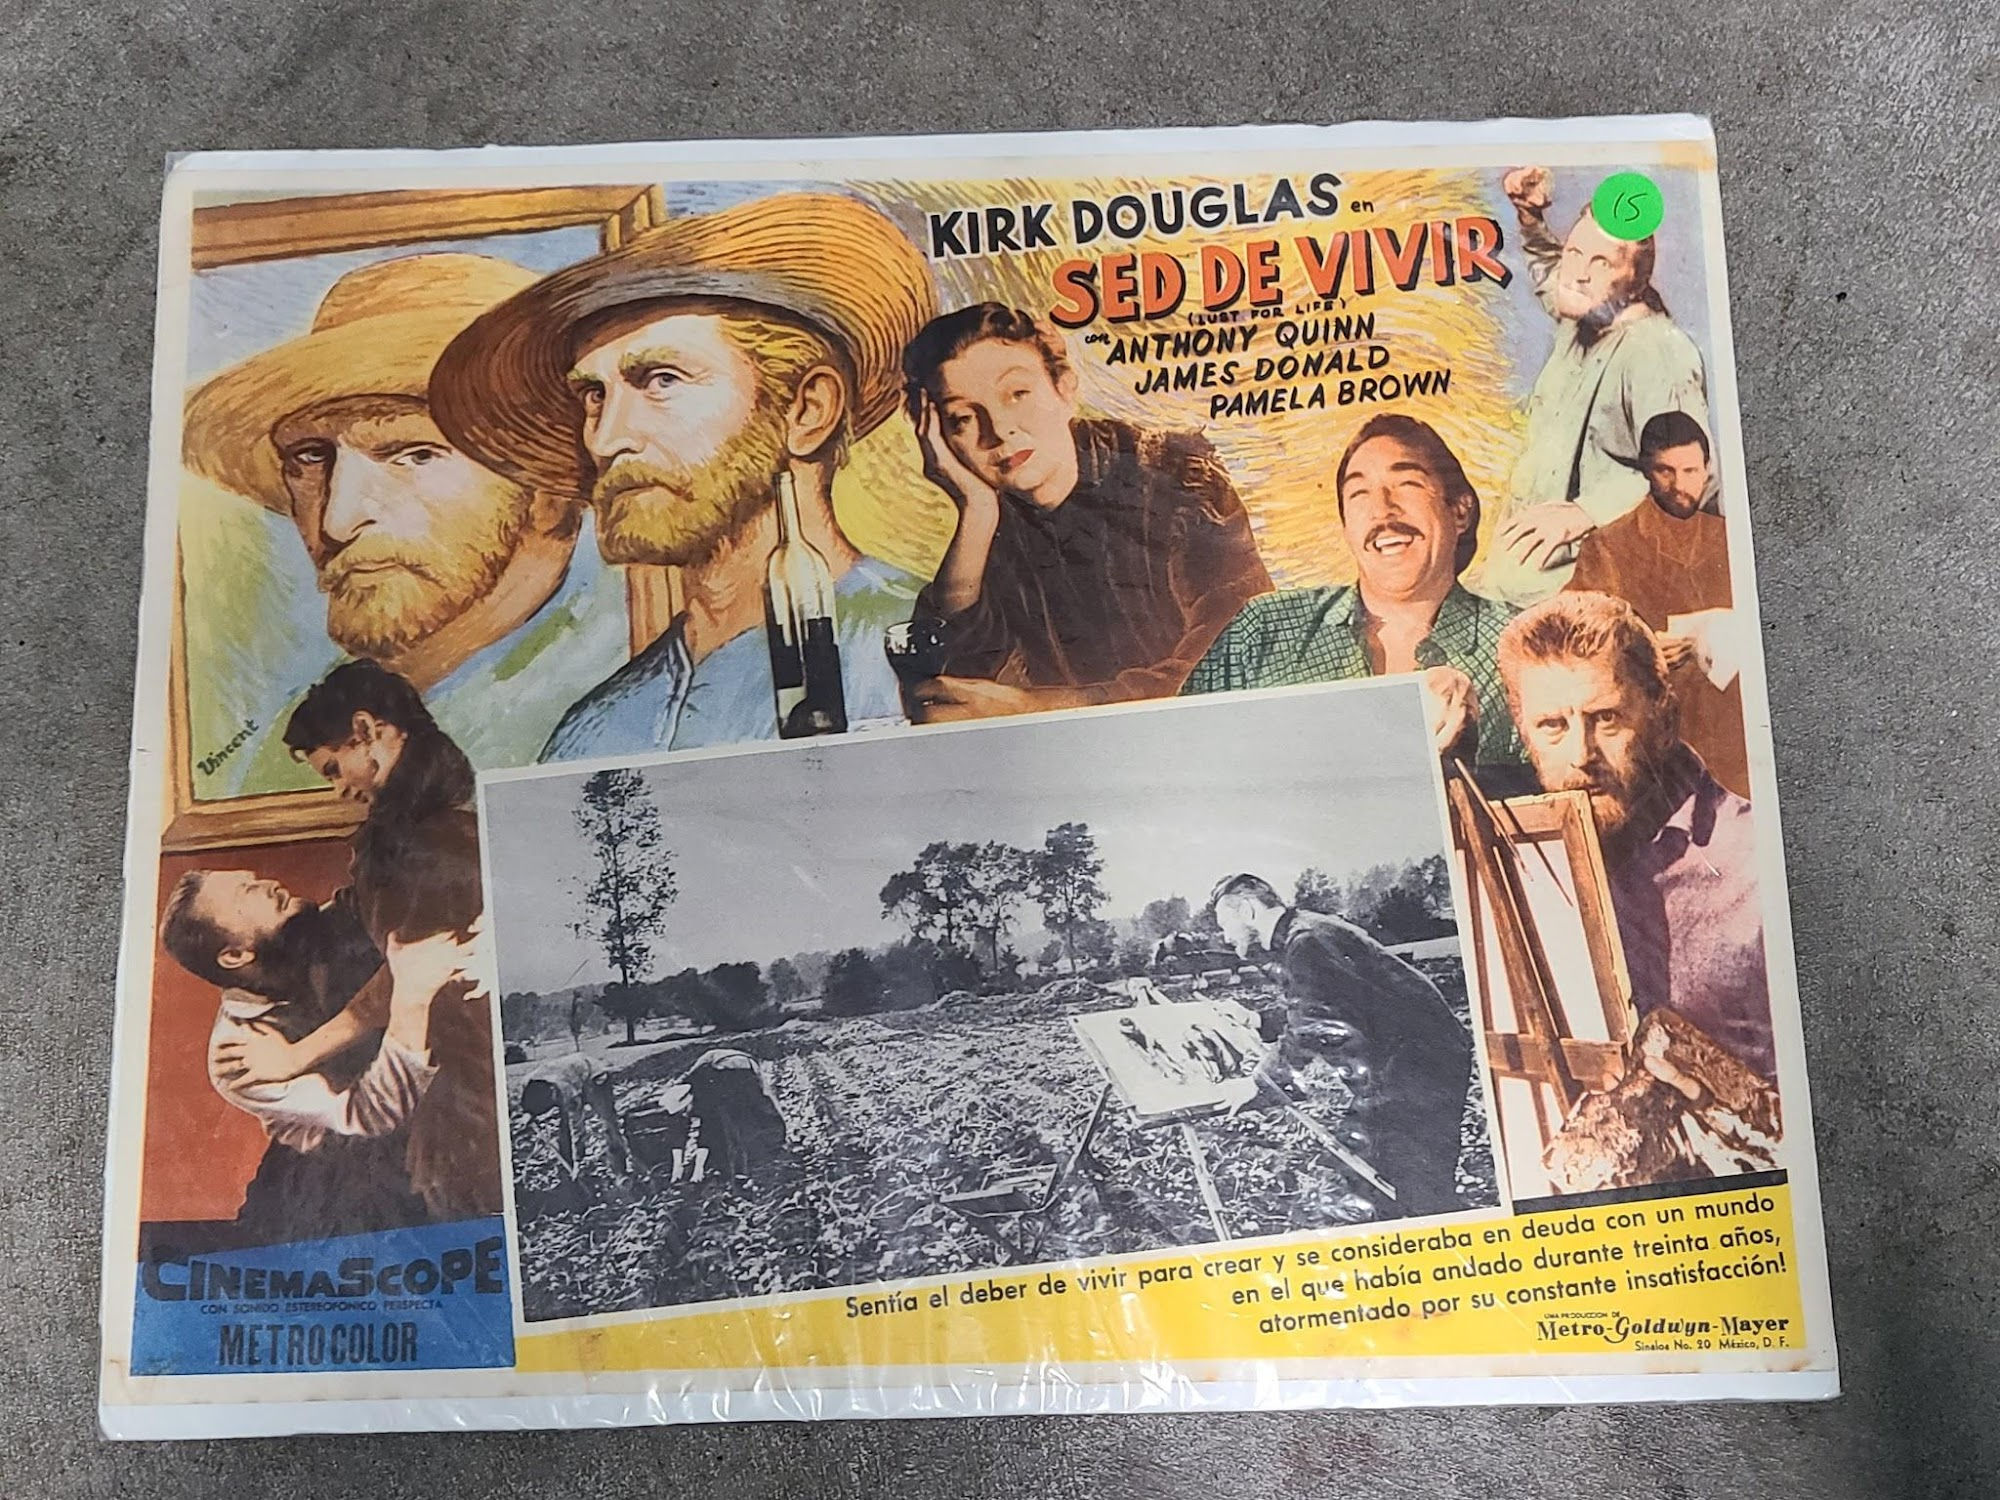 15
KIRK DOUGLAS en
SED DE VIVIR
(LUST FOR LIFE)
con ANTHONY QUINN
JAMES DONALD
PAMELA BROWN
Vincent
CINEMASCOPE
CON SONIDO ESTEREOFONICO PERSPECTA
METROCOLOR
Sentía el deber de vivir para crear y se consideraba en deuda con un mundo
en el que había andado durante treinta años,
atormentado por su constante insatisfacción!
UNA PRODUCCION DE
Metro-Goldwyn-Mayer
Sinaloa No. 20 México, D. F.